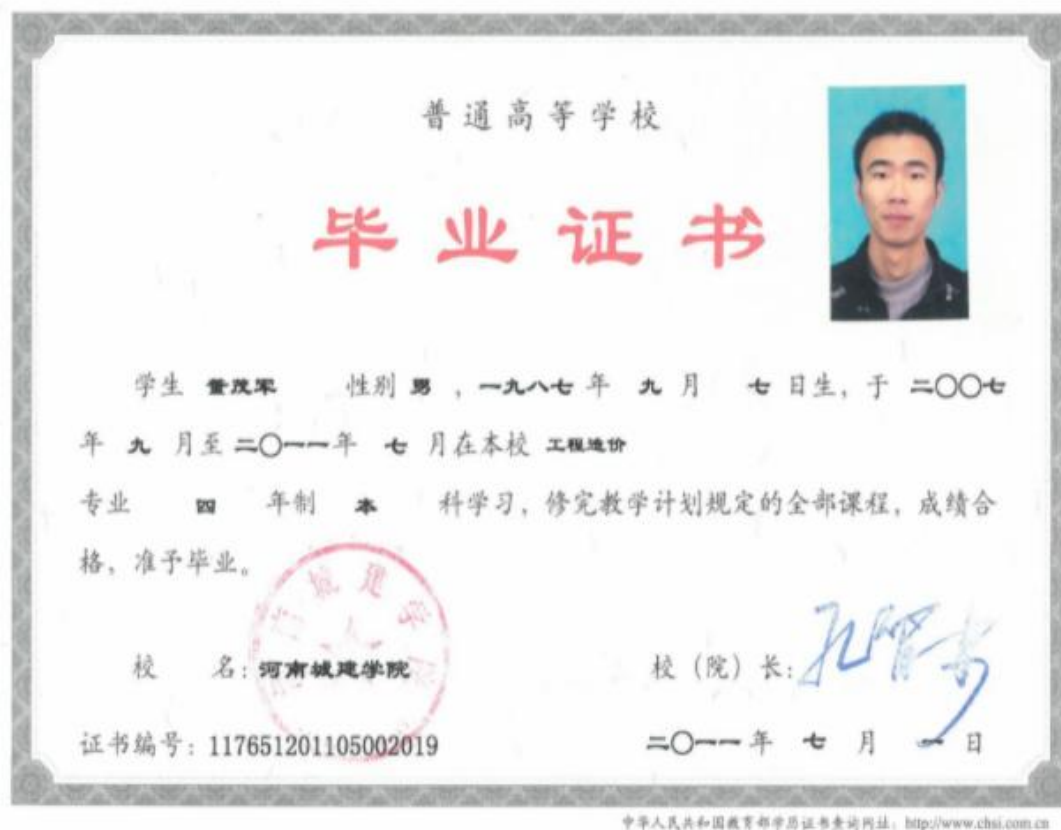 普通高等学校
毕业证书
学生 董茂军 性别 男 ，一九八七 年 九 月 七 日生，于 二〇〇七
年 九 月至 二〇一一 年 七 月在本校 工程造价
专业 四 年制 本 科学习，修完教学计划规定的全部课程，成绩合
格，准予毕业。
校 名：河南城建学院
校（院）长：
证书编号：117651201105002019
二〇一一 年 七 月 一 日
中华人民共和国教育部学历证书查询网址：http://www.chsi.com.cn